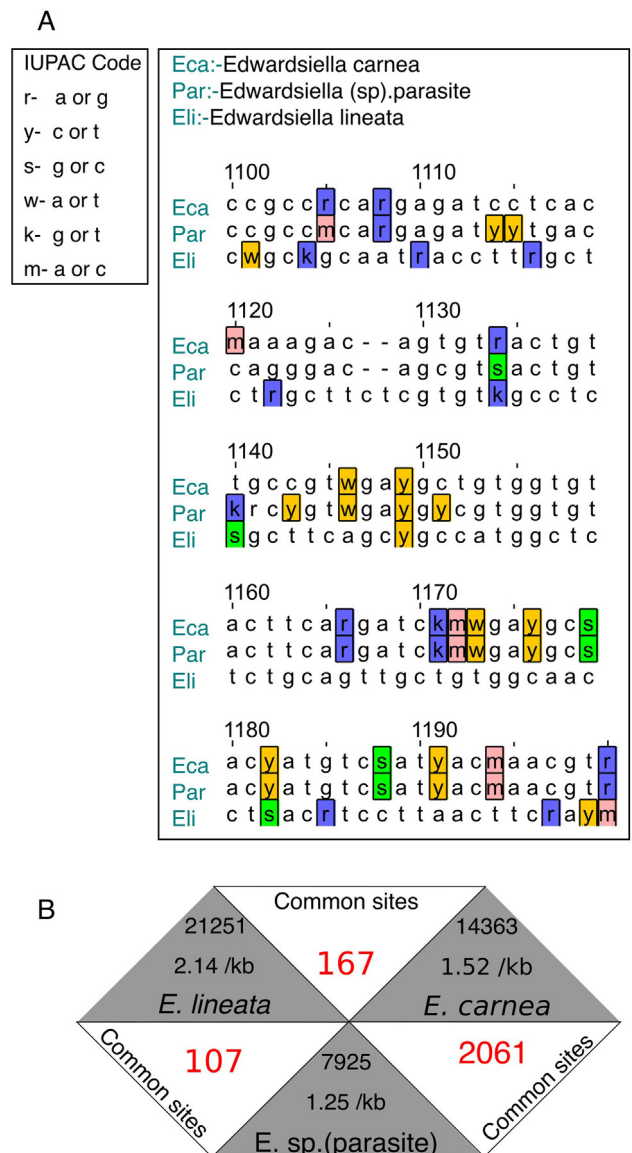 A
IUPAC Code
r- a or g
y- c or t
s- g or c
w- a or t
k- g or t
m- a or c
Eca:-Edwardsiella carnea
Par:-Edwardsiella (sp).parasite
Eli:-Edwardsiella lineata
1100 1110
Eca c c g c c r c a r g a g a t c c t c a c
Par c c g c c m c a r g a g a t y y t g a c
Eli c w g c k g c a a t r a c c t t r g c t
1120 1130
Eca m a a a g a c - - a g t g t r a c t g t
Par c a g g g a c - - a g c g t s a c t g t
Eli c t r g c t t c t c g t g t k g c c t c
1140 1150
Eca t g c c g t w g a y g c t g t g g t g t
Par k r c y g t w g a y g y c g t g g t g t
Eli s g c t t c a g c y g c c a t g g c t c
1160 1170
Eca a c t t c a r g a t c k m w g a y g c s
Par a c t t c a r g a t c k m w g a y g c s
Eli t c t g c a g t t g c t g t g g c a a c
1180 1190
Eca a c y a t g t c s a t y a c m a a c g t r
Par a c y a t g t c s a t y a c m a a c g t r
Eli c t s a c r t c c t t a a c t t c r a y m
B
Common sites
21251
14363
2.14 /kb
167
1.52 /kb
E. lineata
E. carnea
Common sites
107
7925
2061
Common sites
1.25 /kb
E. sp.(parasite)